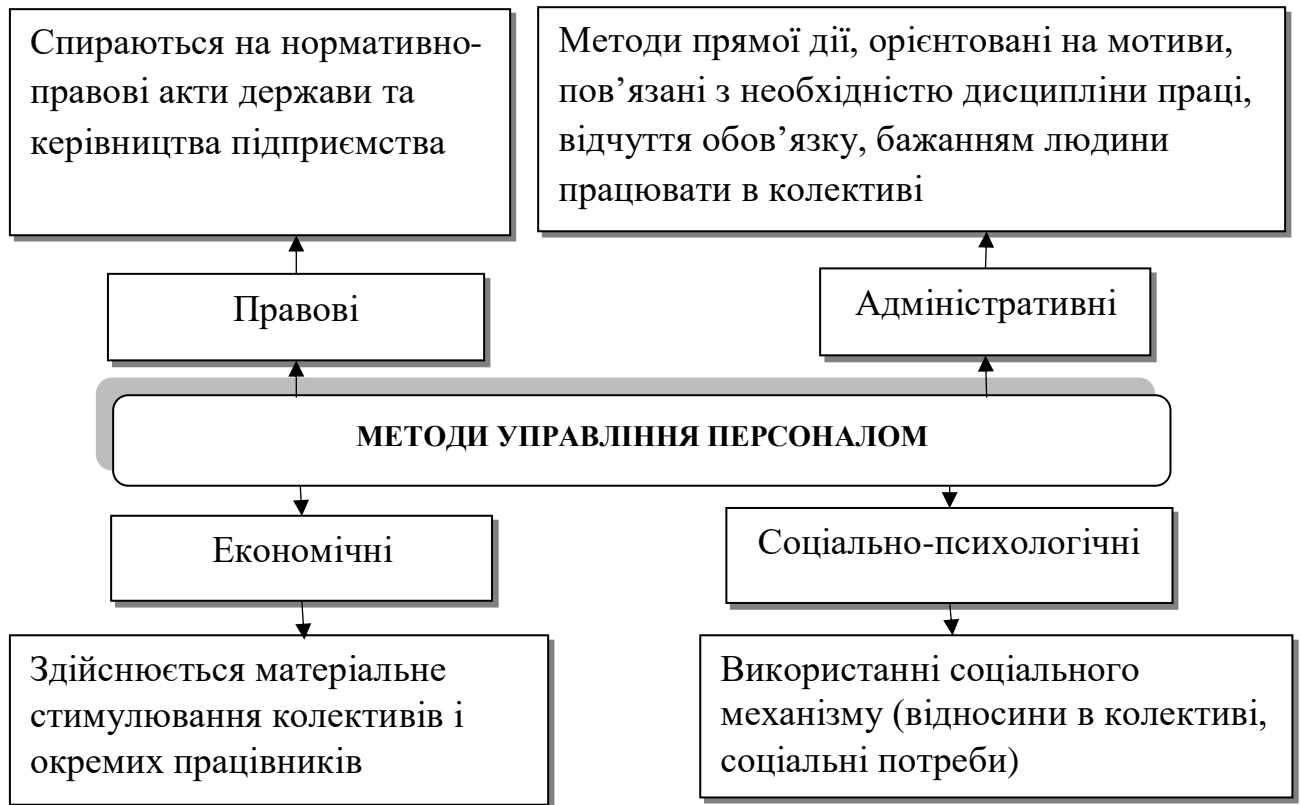 Спираються на нормативно-
правові акти держави та
керівництва підприємства
Методи прямої дії, орієнтовані на мотиви,
пов’язані з необхідністю дисципліни праці,
відчуття обов’язку, бажанням людини
працювати в колективі
Правові
Адміністративні
МЕТОДИ УПРАВЛІННЯ ПЕРСОНАЛОМ
Економічні
Соціально-психологічні
Здійснюється матеріальне
стимулювання колективів і
окремих працівників
Використанні соціального
механізму (відносини в колективі,
соціальні потреби)